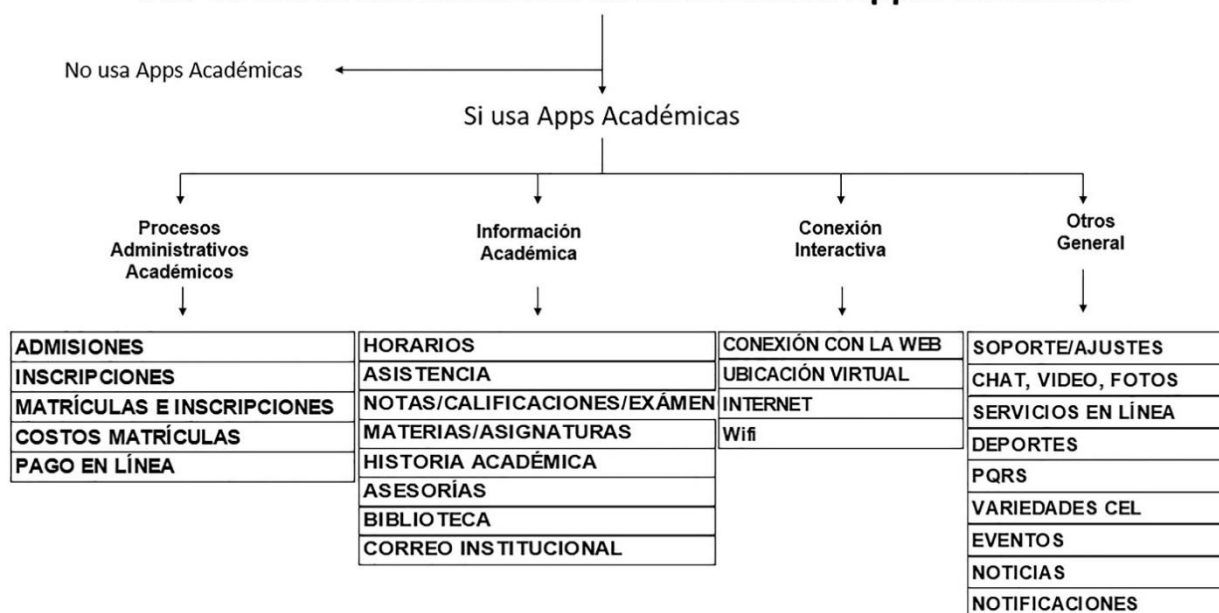 No usa Apps Académicas
Si usa Apps Académicas
Procesos
Administrativos
Académicos
Información
Académica
Conexión
Interactiva
Otros
General
ADMISIONES
INSCRIPCIONES
MATRÍCULAS E INSCRIPCIONES
COSTOS MATRÍCULAS
PAGO EN LÍNEA
HORARIOS
ASISTENCIA
NOTAS/CALIFICACIONES/EXÁMEN
MATERIAS/ASIGNATURAS
HISTORIA ACADÉMICA
ASESORÍAS
BIBLIOTECA
CORREO INSTITUCIONAL
CONEXIÓN CON LA WEB
UBICACIÓN VIRTUAL
INTERNET
Wifi
SOPORTE/AJUSTES
CHAT, VIDEO, FOTOS
SERVICIOS EN LÍNEA
DEPORTES
PQRS
VARIEDADES CEL
EVENTOS
NOTICIAS
NOTIFICACIONES